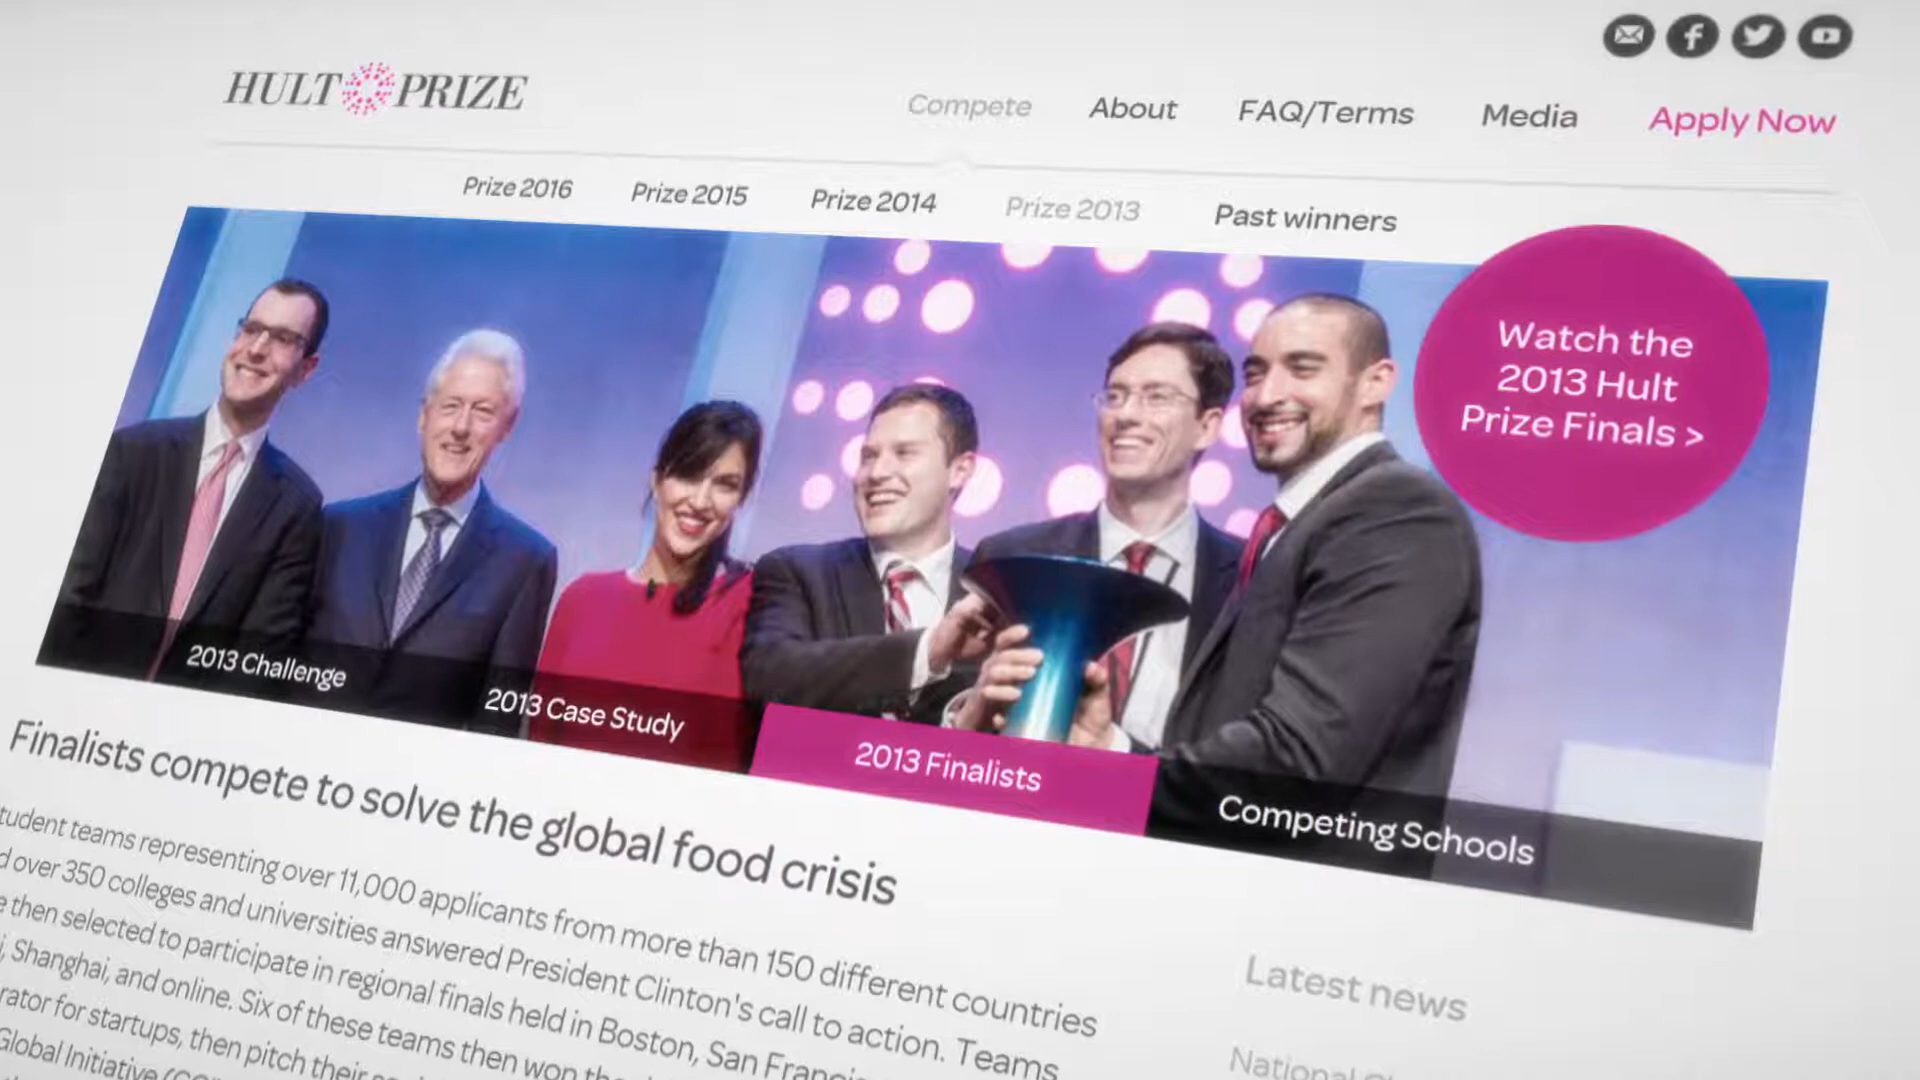 HULT PRIZE
Compete About FAQ/Terms Media Apply Now
Prize 2016 Prize 2015 Prize 2014 Prize 2013 Past winners
Watch the
2013 Hult
Prize Finals >
2013 Challenge 2013 Case Study 2013 Finalists Competing Schools
Finalists compete to solve the global food crisis
tudent teams representing over 11,000 applicants from more than 150 different countries
d over 350 colleges and universities answered President Clinton's call to action. Teams
e then selected to participate in regional finals held in Boston, San Francis
i, Shanghai, and online. Six of these teams then won the
rator for startups, then pitch their
Global Initiative
Latest news
National